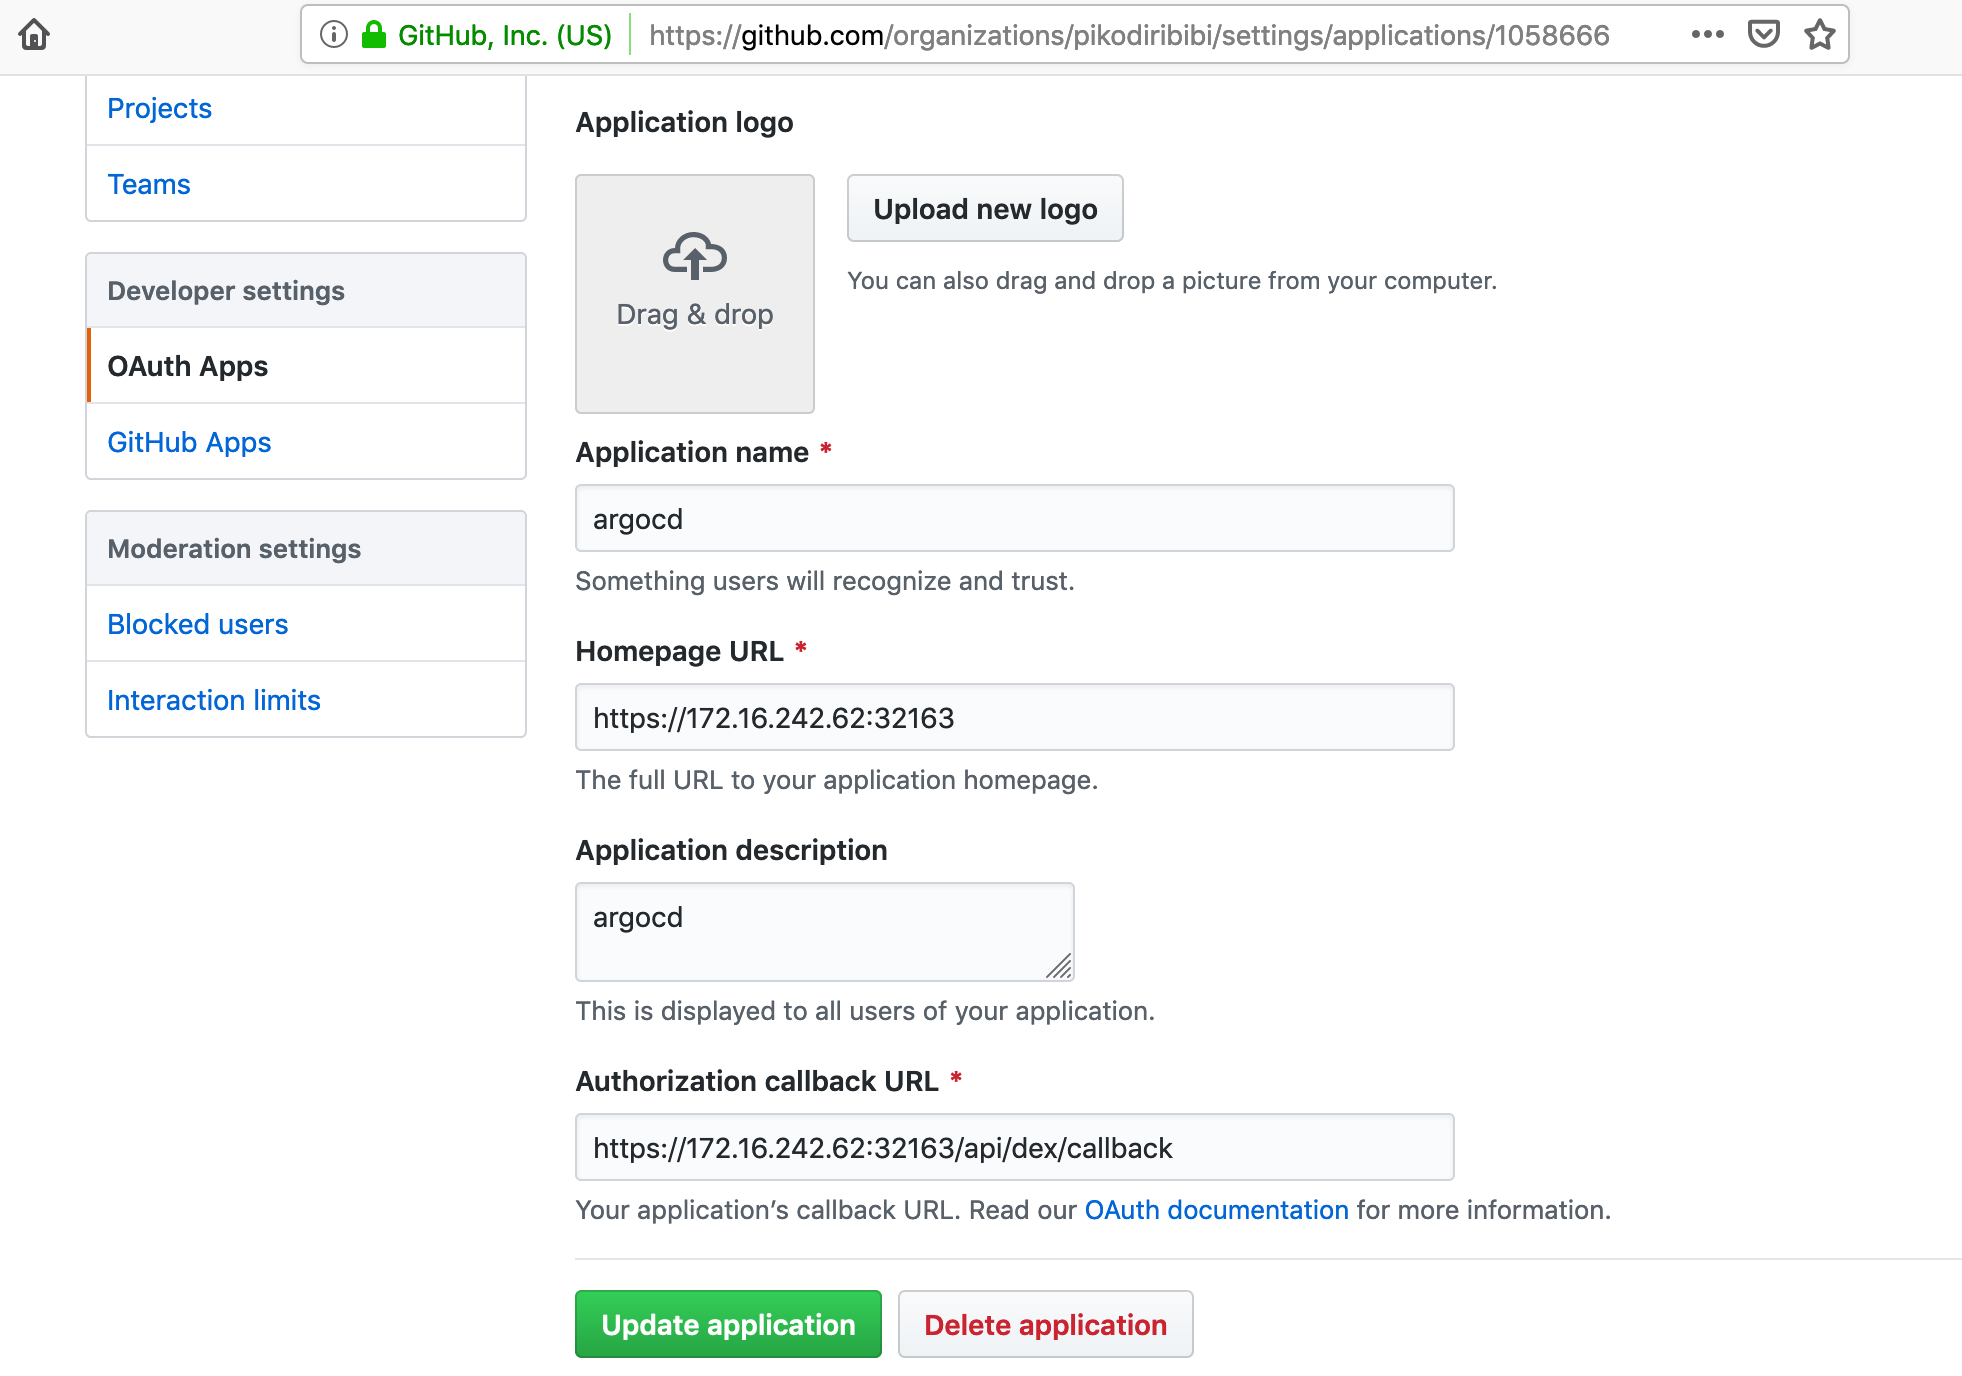 GitHub, Inc. (US)
https://github.com/organizations/pikodiribibi/settings/applications/1058666
Projects
Teams
Developer settings
OAuth Apps
GitHub Apps
Moderation settings
Blocked users
Interaction limits
Application logo
Drag & drop
Upload new logo
You can also drag and drop a picture from your computer.
Application name *
argocd
Something users will recognize and trust.
Homepage URL *
https://172.16.242.62:32163
The full URL to your application homepage.
Application description
argocd
This is displayed to all users of your application.
Authorization callback URL *
https://172.16.242.62:32163/api/dex/callback
Your application’s callback URL. Read our OAuth documentation for more information.
Update application
Delete application